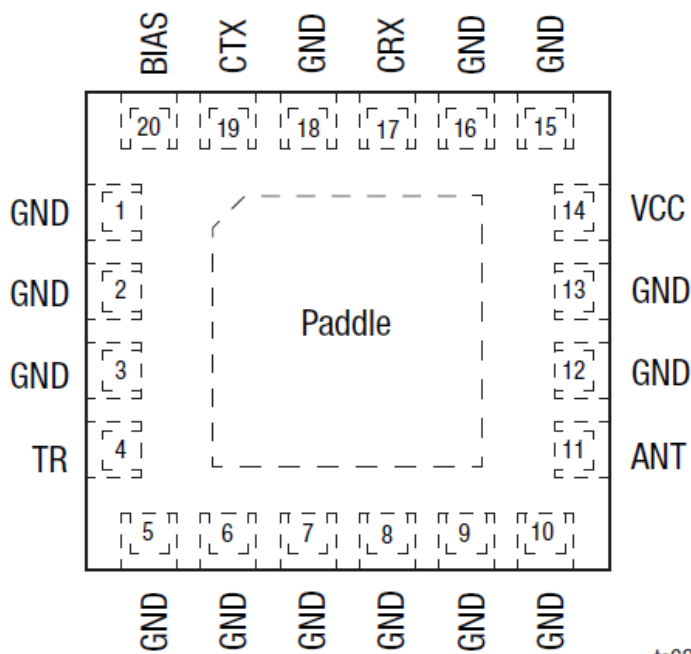 BIAS CTX GND CRX GND GND
20 19 18 17 16 15
GND 1 14 VCC
GND 2 13 GND
Paddle
GND 3 12 GND
TR 4 11 ANT
5 6 7 8 9 10
GND GND GND GND GND GND